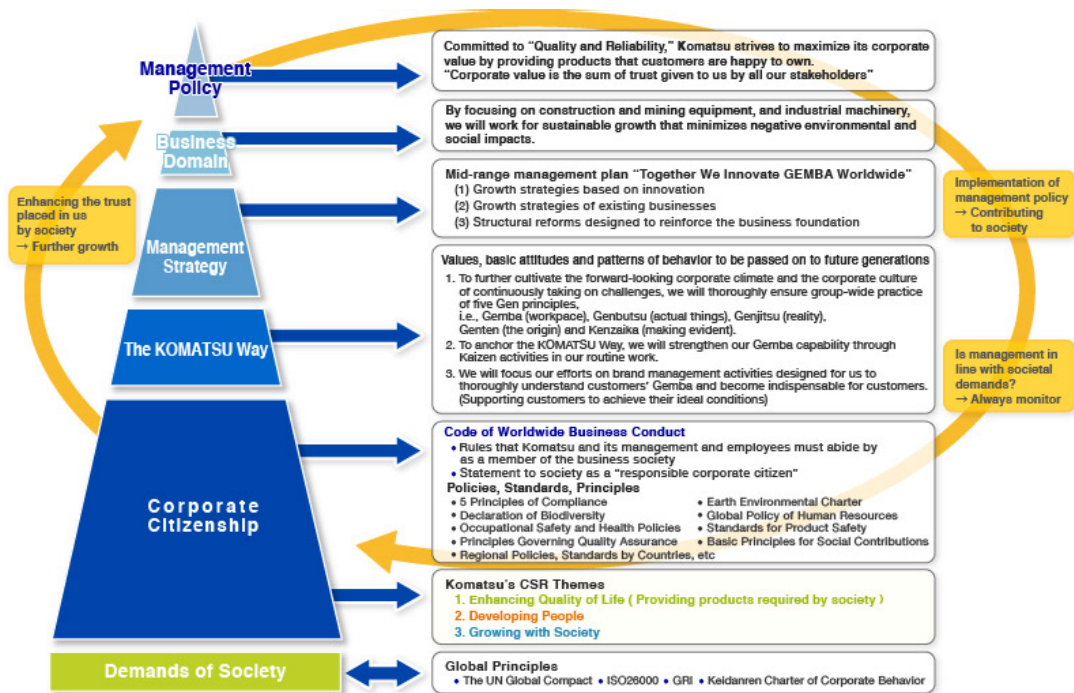 Management
Policy
Committed to “Quality and Reliability,” Komatsu strives to maximize its corporate
value by providing products that customers are happy to own.
“Corporate value is the sum of trust given to us by all our stakeholders”
Business
Domain
By focusing on construction and mining equipment, and industrial machinery,
we will work for sustainable growth that minimizes negative environmental and
social impacts.
Enhancing the trust
placed in us
by society
→ Further growth
Management
Strategy
Mid-range management plan “Together We Innovate GEMBA Worldwide”
(1) Growth strategies based on innovation
(2) Growth strategies of existing businesses
(3) Structural reforms designed to reinforce the business foundation
Implementation of
management policy
→ Contributing
to society
The KOMATSU Way
Values, basic attitudes and patterns of behavior to be passed on to future generations
1. To further cultivate the forward-looking corporate climate and the corporate culture
of continuously taking on challenges, we will thoroughly ensure group-wide practice
of five Gen principles,
i.e., Gemba (workpace), Genbutsu (actual things), Genjitsu (reality),
Genten (the origin) and Kenzaika (making evident).
2. To anchor the KOMATSU Way, we will strengthen our Gemba capability through
Kaizen activities in our routine work.
3. We will focus our efforts on brand management activities designed for us to
thoroughly understand customers' Gemba and become indispensable for customers.
(Supporting customers to achieve their ideal conditions)
Is management in
line with societal
demands?
→ Always monitor
Corporate
Citizenship
Code of Worldwide Business Conduct
• Rules that Komatsu and its management and employees must abide by
as a member of the business society
• Statement to society as a "responsible corporate citizen"
Policies, Standards, Principles
• 5 Principles of Compliance
• Declaration of Biodiversity
• Occupational Safety and Health Policies
• Principles Governing Quality Assurance
• Regional Policies, Standards by Countries, etc
• Earth Environmental Charter
• Global Policy of Human Resources
• Standards for Product Safety
• Basic Principles for Social Contributions
Komatsu's CSR Themes
1. Enhancing Quality of Life ( Providing products required by society )
2. Developing People
3. Growing with Society
Demands of Society
Global Principles
• The UN Global Compact • ISO26000 • GRI • Keidanren Charter of Corporate Behavior